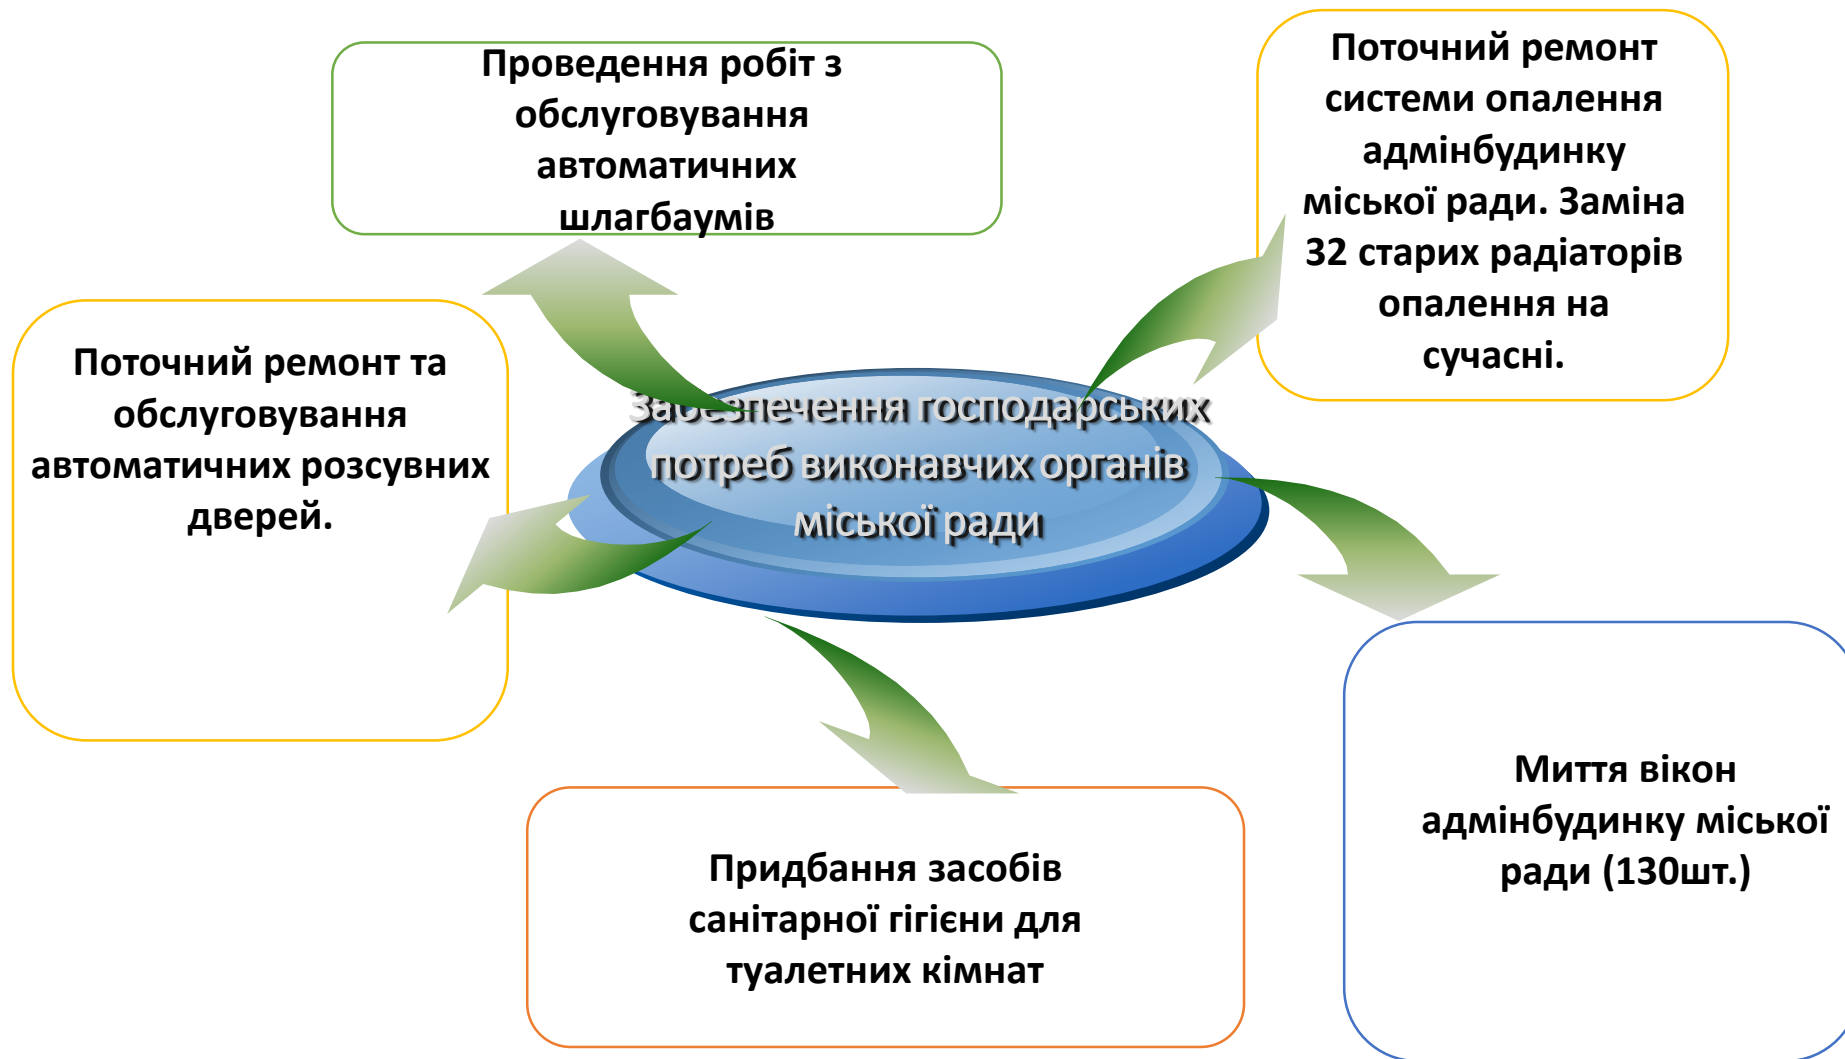 Проведення робіт з
обслуговування
автоматичних
шлагбаумів
Поточний ремонт
системи опалення
адмінбудинку
міської ради. Заміна
32 старих радіаторів
опалення на
сучасні.
Поточний ремонт та
обслуговування
автоматичних розсувних
дверей.
Забезпечення господарських
потреб виконавчих органів
міської ради
Миття вікон
адмінбудинку міської
ради (130шт.)
Придбання засобів
санітарної гігієни для
туалетних кімнат